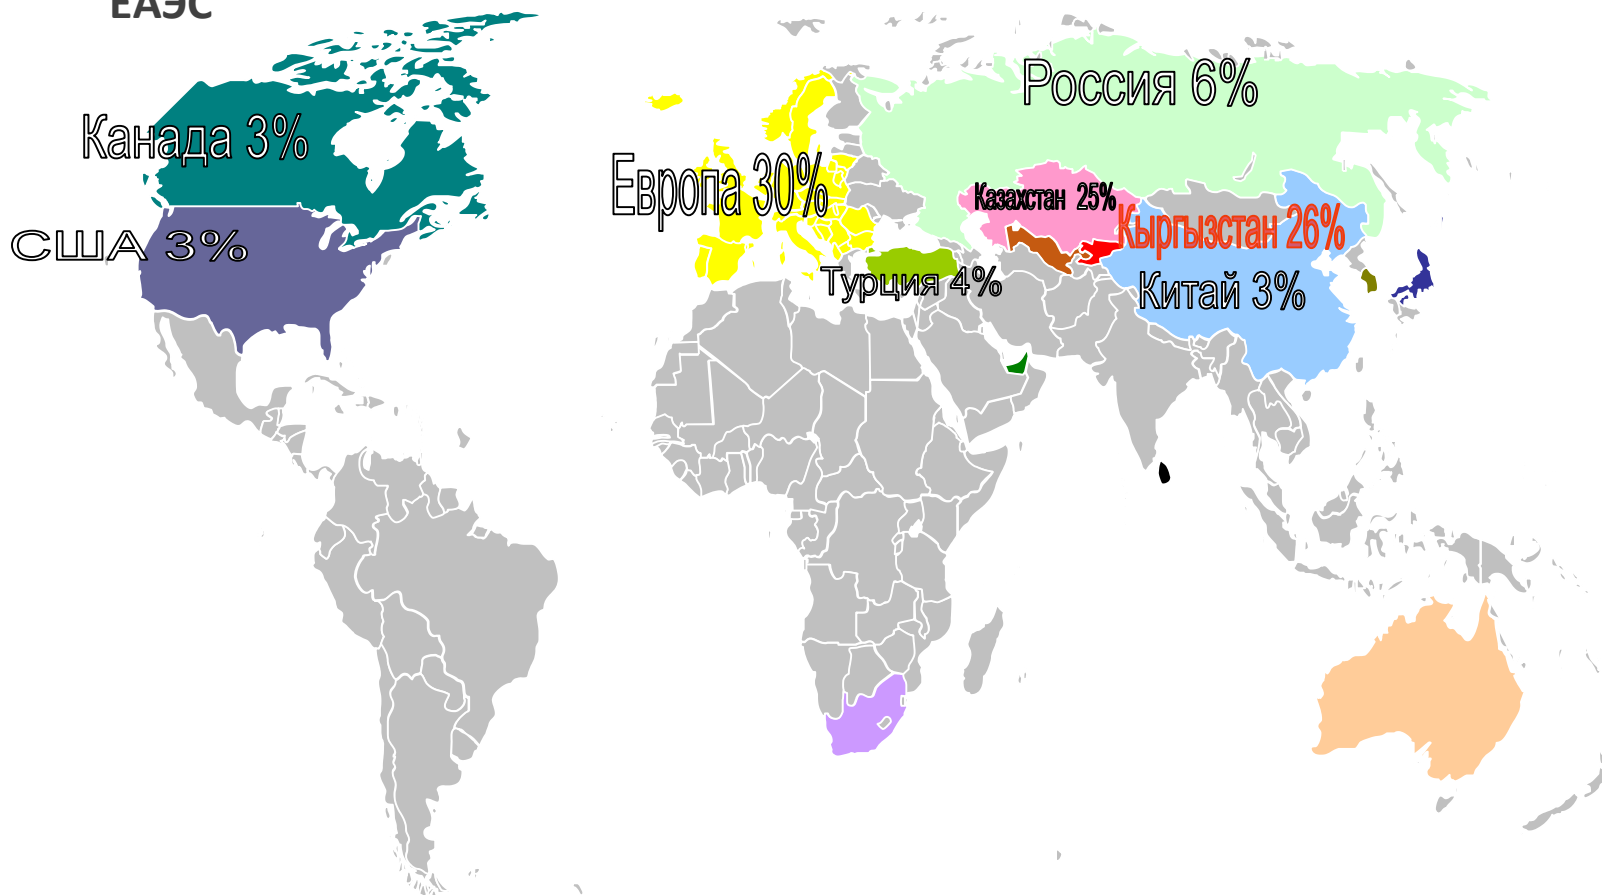 ЕАЭС
Россия 6%
Канада 3%
Европа 30%
Казахстан 25%
Кыргызстан 26%
США 3%
Турция 4%
Китай 3%